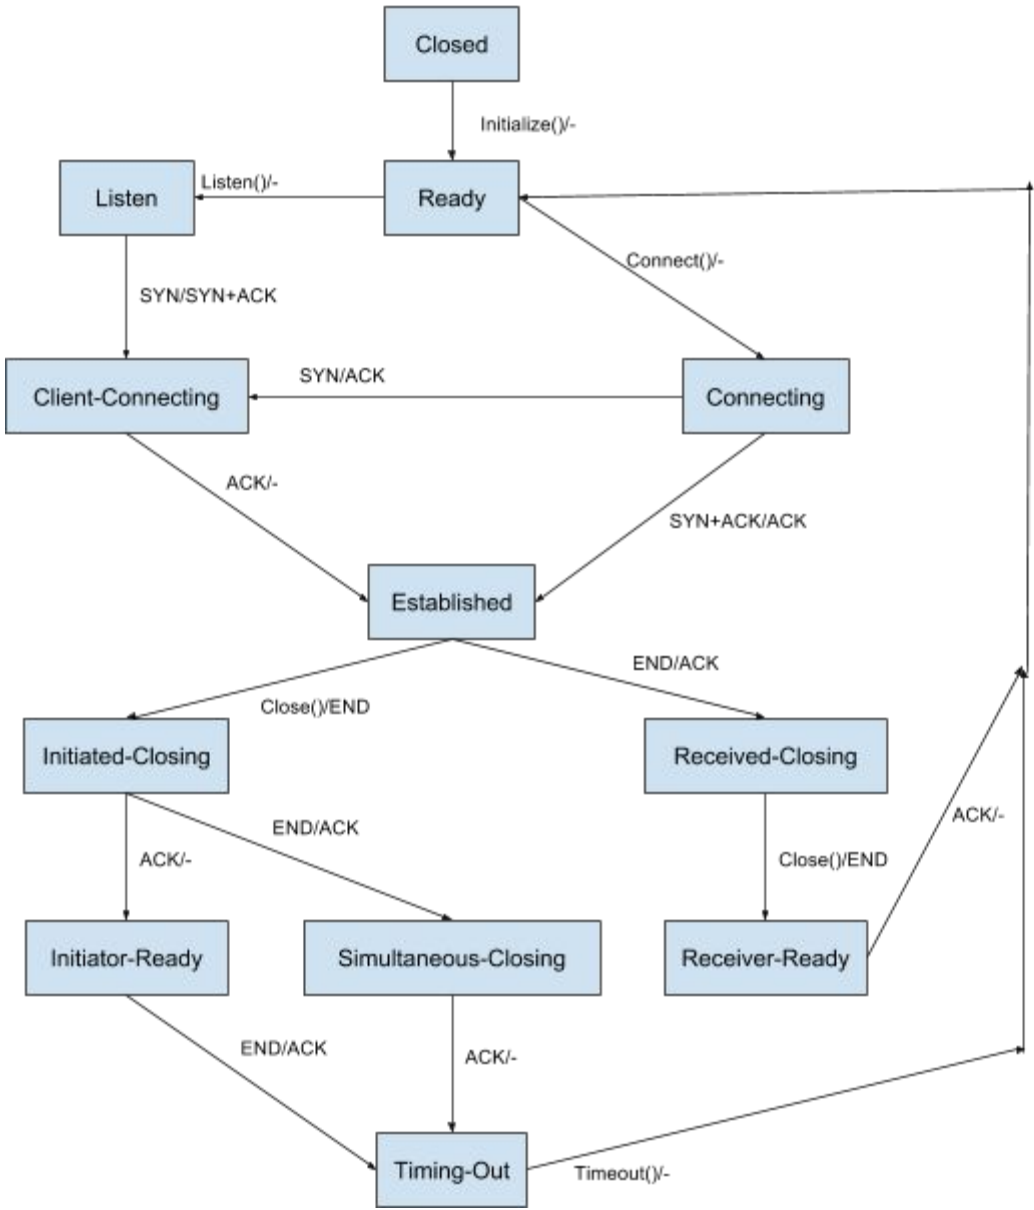 Closed
Initialize()/-
Listen
Listen()/-
Ready
Connect()/-
SYN/SYN+ACK
Client-Connecting
SYN/ACK
Connecting
ACK/-
SYN+ACK/ACK
Established
Close()/END
END/ACK
Initiated-Closing
Received-Closing
ACK/-
END/ACK
Close()/END
ACK/-
Initiator-Ready
Simultaneous-Closing
Receiver-Ready
END/ACK
ACK/-
Timing-Out
Timeout()/-